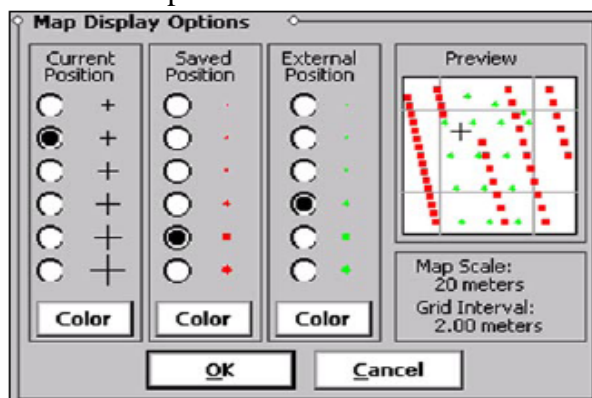 Map Display Options
Current
Position
Saved
Position
External
Position
Preview
Map Scale:
20 meters
Grid Interval:
2.00 meters
Color
Color
Color
OK
Cancel